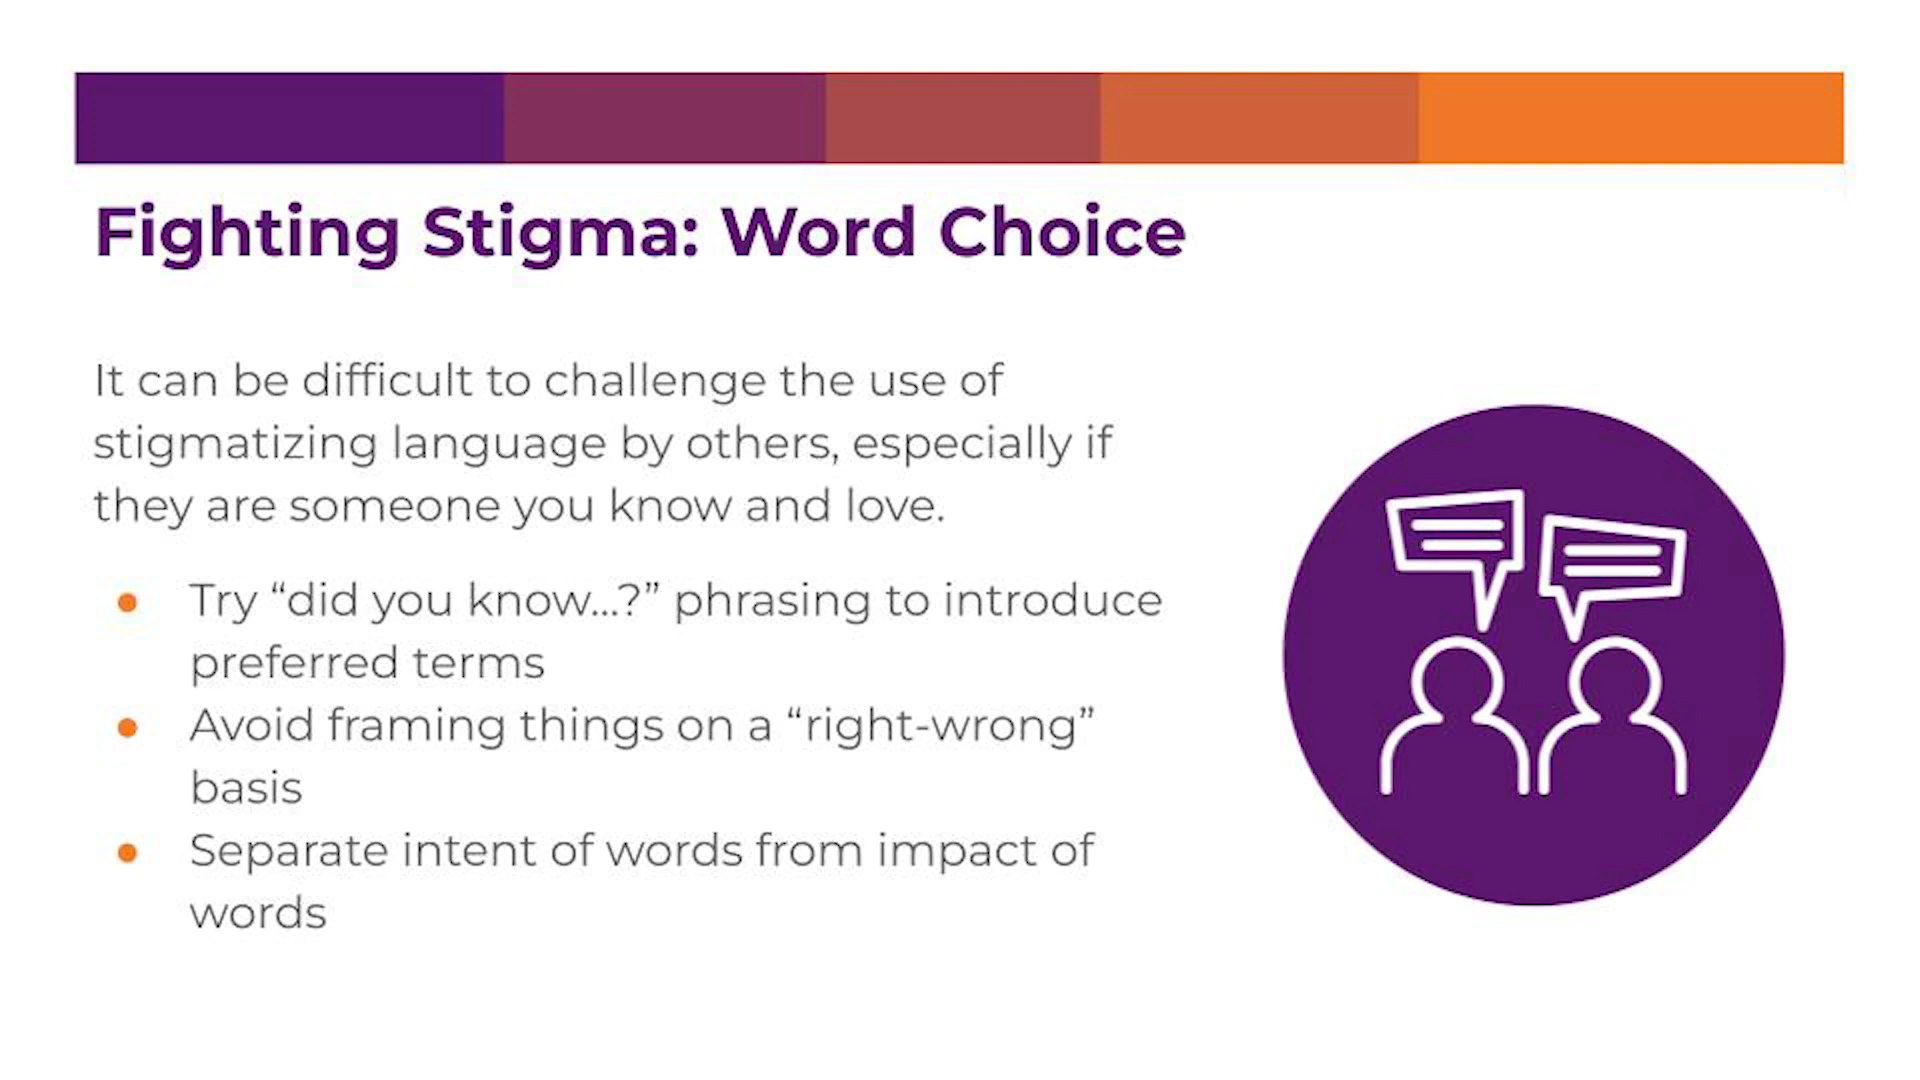 Fighting Stigma: Word Choice
It can be difficult to challenge the use of
stigmatizing language by others, especially if
they are someone you know and love.
● Try “did you know...?” phrasing to introduce
preferred terms
● Avoid framing things on a “right-wrong”
basis
● Separate intent of words from impact of
words